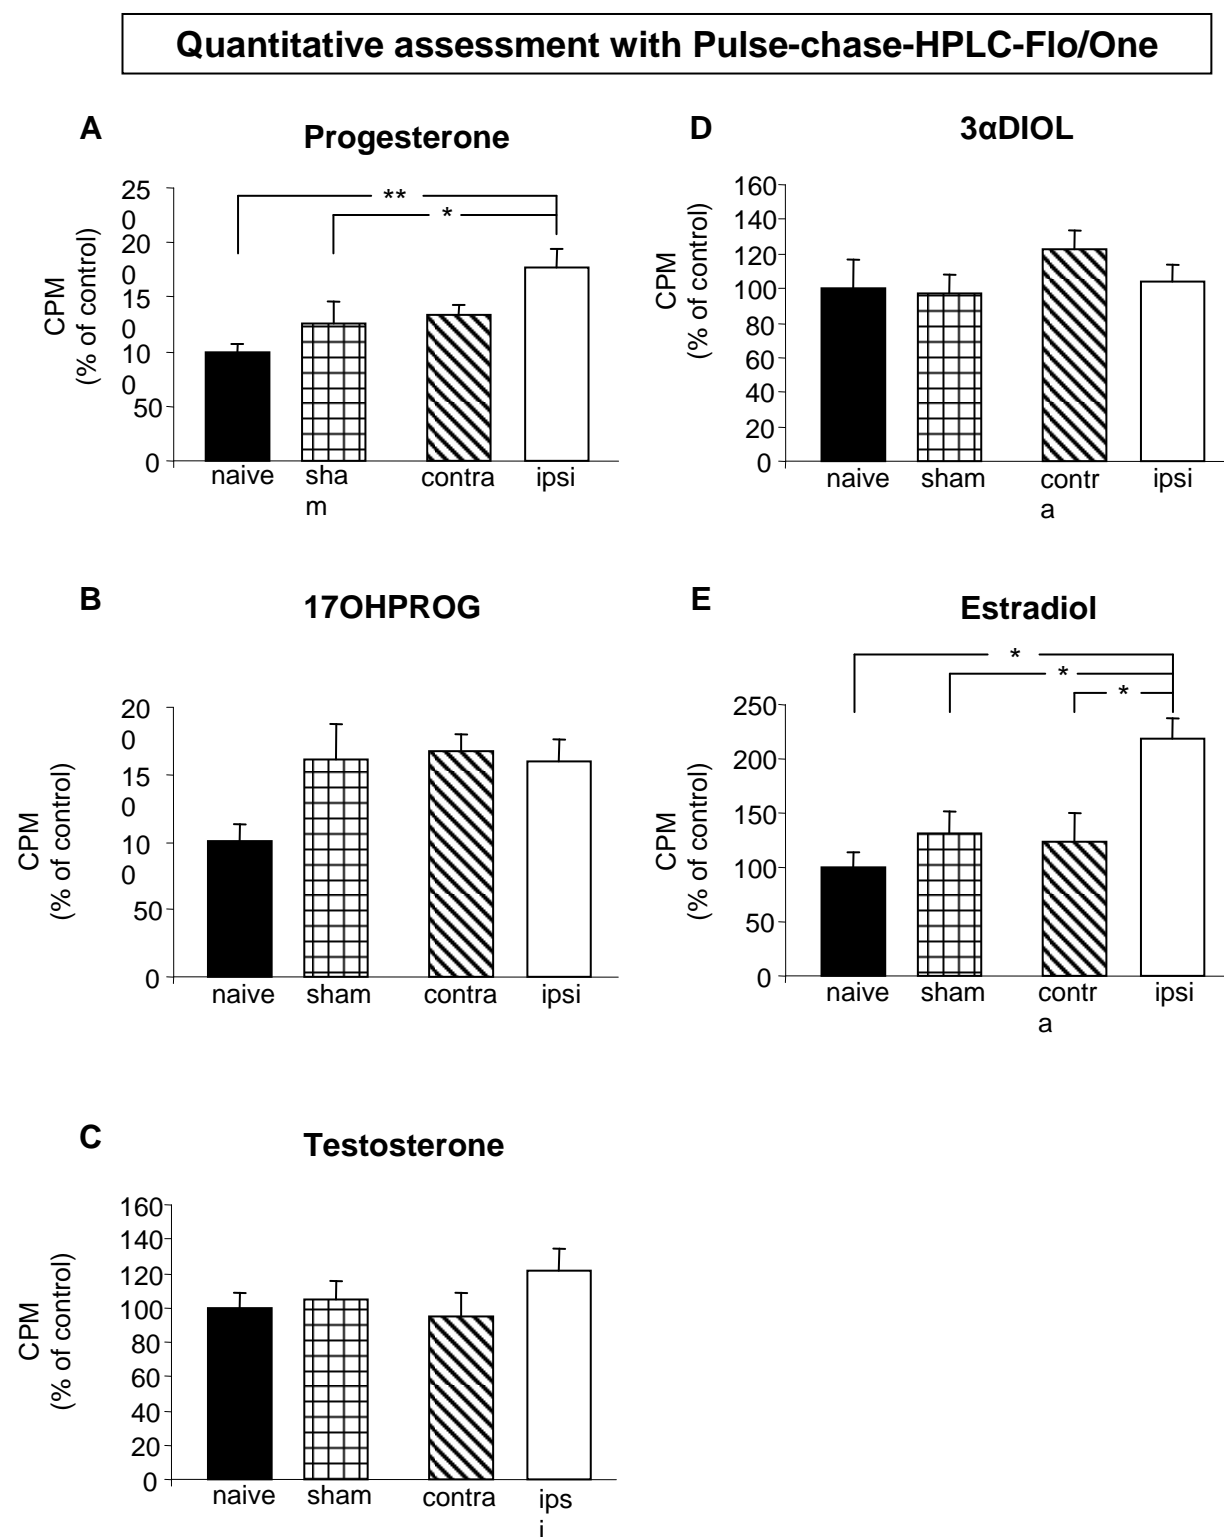 Quantitative assessment with Pulse-chase-HPLC-Flo/One
A
Progesterone
CPM
(% of control)
25
0
20
0
15
0
10
0
50
0
**
*
naive
sha
m
contra
ipsi
D
3αDIOL
CPM
(% of control)
160
140
120
100
80
60
40
20
0
naive
sham
contr
a
ipsi
B
17OHPROG
CPM
(% of control)
20
0
15
0
10
0
50
0
naive
sham
contra
ipsi
E
Estradiol
CPM
(% of control)
*
*
*
250
200
150
100
50
0
naive
sham
contr
a
ipsi
C
Testosterone
CPM
(% of control)
160
140
120
100
80
60
40
20
0
naive
sham
contra
ips
i